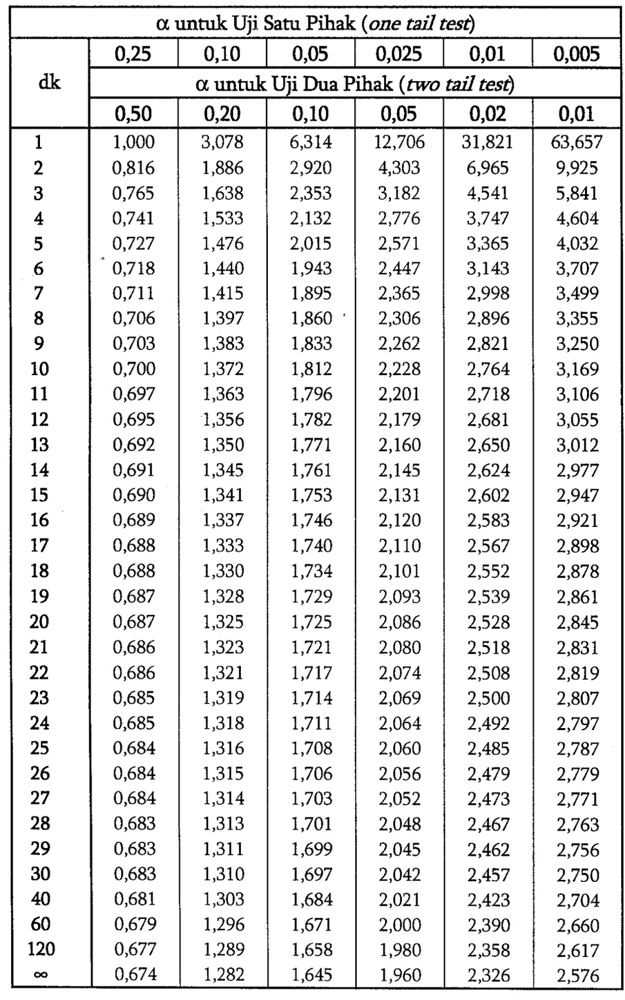 α untuk Uji Satu Pihak (one tail test)
dk 0,25 0,10 0,05 0,025 0,01 0,005
α untuk Uji Dua Pihak (two tail test)
0,50 0,20 0,10 0,05 0,02 0,01
1 1,000 3,078 6,314 12,706 31,821 63,657
2 0,816 1,886 2,920 4,303 6,965 9,925
3 0,765 1,638 2,353 3,182 4,541 5,841
4 0,741 1,533 2,132 2,776 3,747 4,604
5 0,727 1,476 2,015 2,571 3,365 4,032
6 0,718 1,440 1,943 2,447 3,143 3,707
7 0,711 1,415 1,895 2,365 2,998 3,499
8 0,706 1,397 1,860 2,306 2,896 3,355
9 0,703 1,383 1,833 2,262 2,821 3,250
10 0,700 1,372 1,812 2,228 2,764 3,169
11 0,697 1,363 1,796 2,201 2,718 3,106
12 0,695 1,356 1,782 2,179 2,681 3,055
13 0,692 1,350 1,771 2,160 2,650 3,012
14 0,691 1,345 1,761 2,145 2,624 2,977
15 0,690 1,341 1,753 2,131 2,602 2,947
16 0,689 1,337 1,746 2,120 2,583 2,921
17 0,688 1,333 1,740 2,110 2,567 2,898
18 0,688 1,330 1,734 2,101 2,552 2,878
19 0,687 1,328 1,729 2,093 2,539 2,861
20 0,687 1,325 1,725 2,086 2,528 2,845
21 0,686 1,323 1,721 2,080 2,518 2,831
22 0,686 1,321 1,717 2,074 2,508 2,819
23 0,685 1,319 1,714 2,069 2,500 2,807
24 0,685 1,318 1,711 2,064 2,492 2,797
25 0,684 1,316 1,708 2,060 2,485 2,787
26 0,684 1,315 1,706 2,056 2,479 2,779
27 0,684 1,314 1,703 2,052 2,473 2,771
28 0,683 1,313 1,701 2,048 2,467 2,763
29 0,683 1,311 1,699 2,045 2,462 2,756
30 0,683 1,310 1,697 2,042 2,457 2,750
40 0,681 1,303 1,684 2,021 2,423 2,704
60 0,679 1,296 1,671 2,000 2,390 2,660
120 0,677 1,289 1,658 1,980 2,358 2,617
∞ 0,674 1,282 1,645 1,960 2,326 2,576